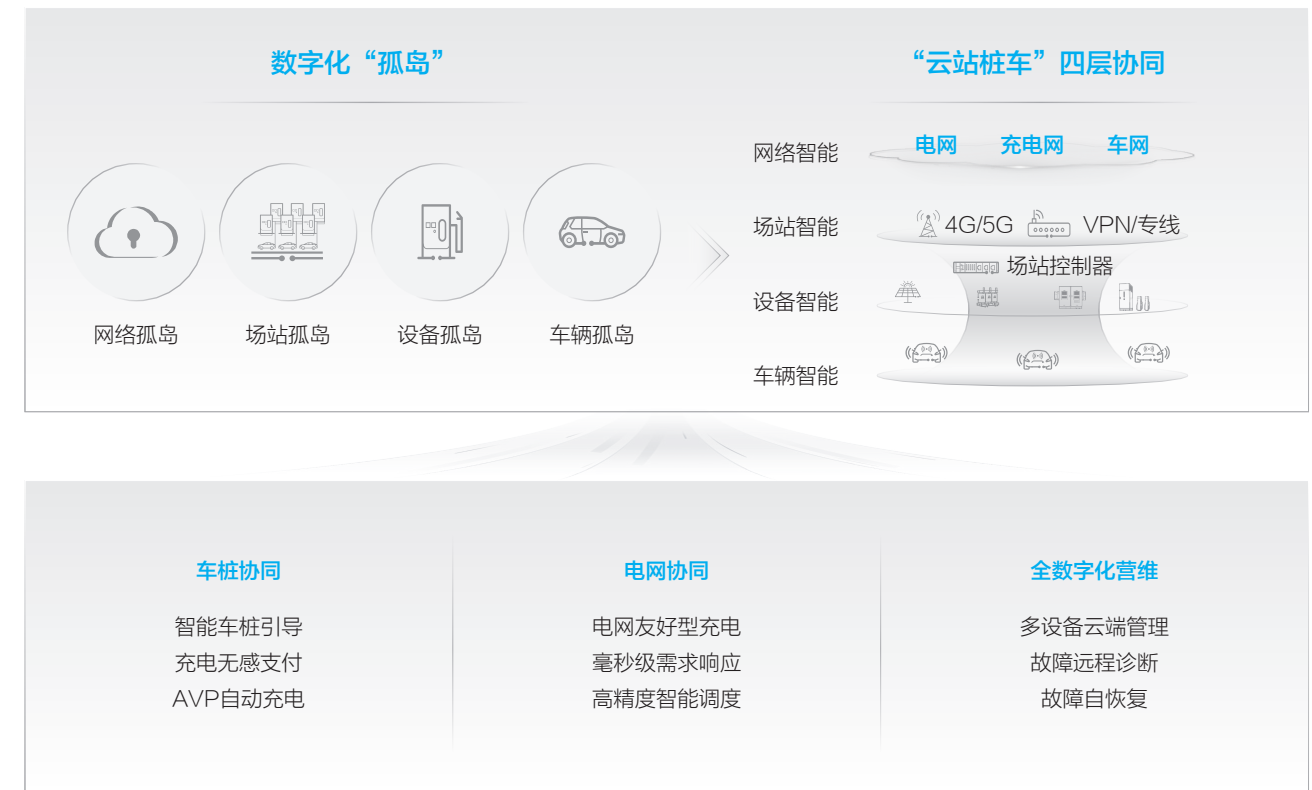 数字化“孤岛”
网络孤岛
场站孤岛
设备孤岛
车辆孤岛
“云站桩车”四层协同
网络智能
电网
充电网
车网
场站智能
4G/5G
VPN/专线
场站控制器
设备智能
车辆智能
车桩协同
智能车桩引导
充电无感支付
AVP自动充电
电网协同
电网友好型充电
毫秒级需求响应
高精度智能调度
全数字化营维
多设备云端管理
故障远程诊断
故障自恢复